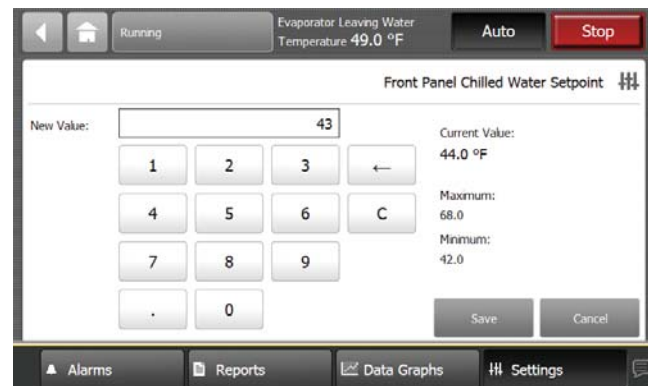 Running
Evaporator Leaving Water
Temperature 49.0 °F
Auto
Stop
Front Panel Chilled Water Setpoint
New Value:
43
Current Value:
44.0 °F
1 2 3 ←
Maximum:
68.0
4 5 6 C
Minimum:
42.0
7 8 9
. 0
Save
Cancel
Alarms
Reports
Data Graphs
Settings